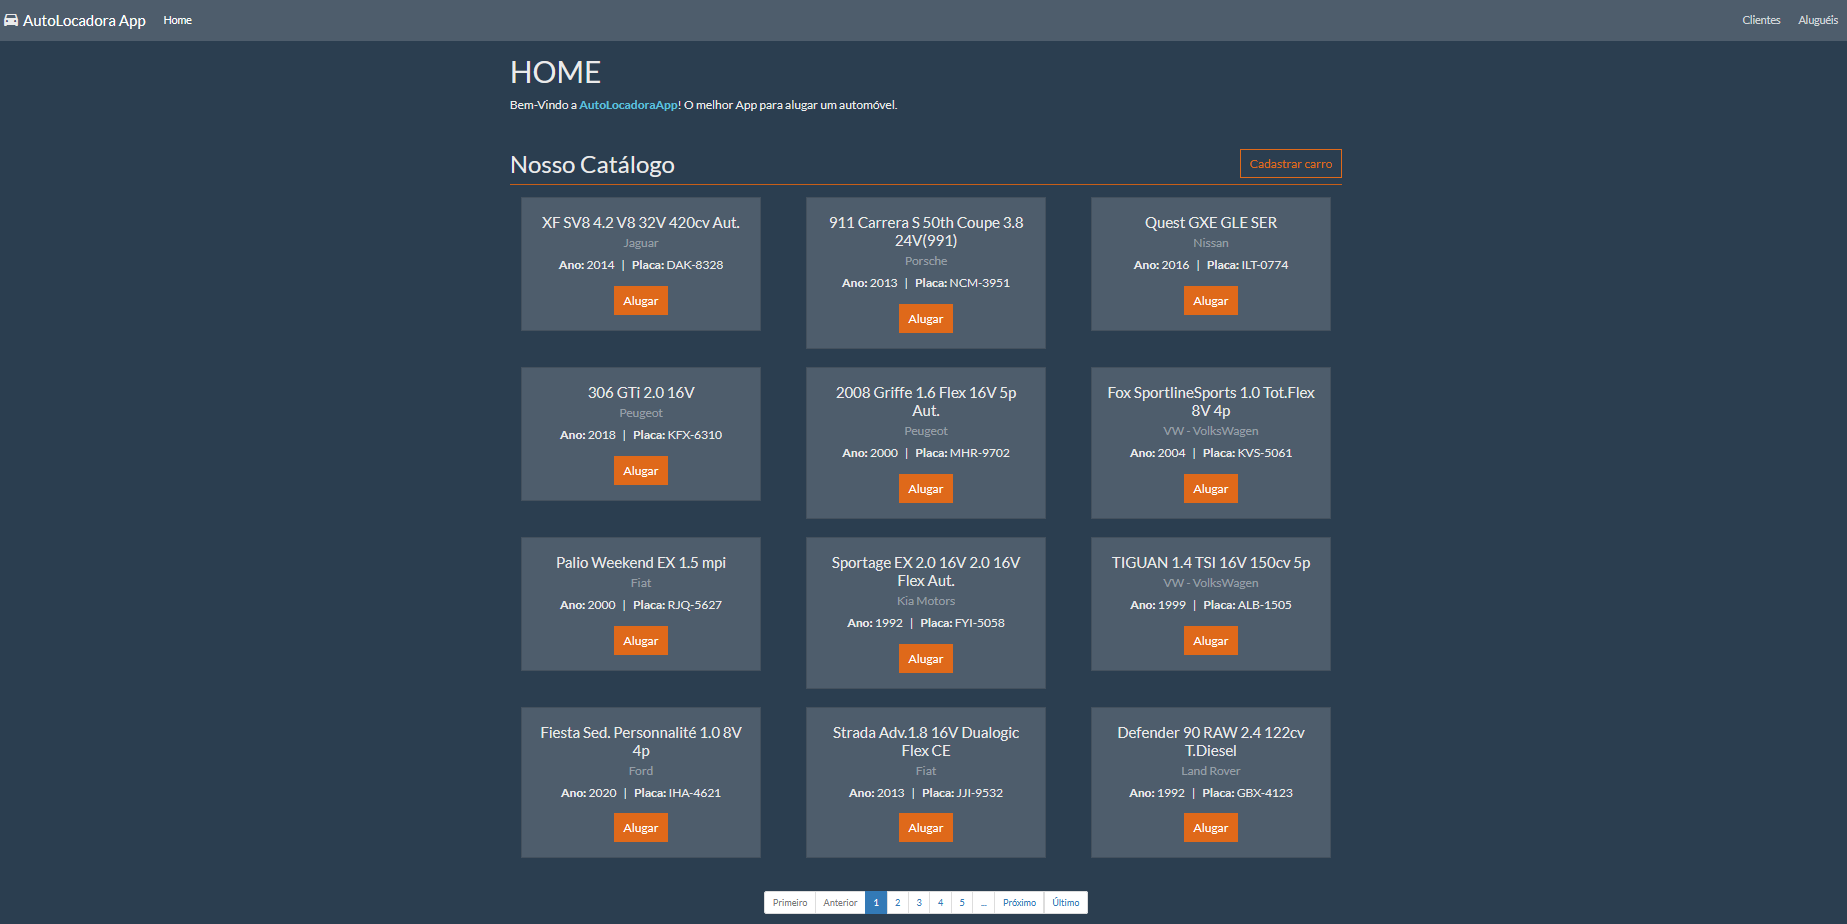 AutoLocadora App Home Clientes Aluguéis
HOME
Bem-Vindo a AutoLocadoraApp! O melhor App para alugar um automóvel.
Nosso Catálogo
Cadastrar carro
XF SV8 4.2 V8 32V 420cv Aut.
Jaguar
Ano: 2014 | Placa: DAK-8328
Alugar
911 Carrera S 50th Coupe 3.8
24V(991)
Porsche
Ano: 2013 | Placa: NCM-3951
Alugar
Quest GXE GLE SER
Nissan
Ano: 2016 | Placa: ILT-0774
Alugar
306 GTi 2.0 16V
Peugeot
Ano: 2018 | Placa: KFX-6310
Alugar
2008 Griffe 1.6 Flex 16V 5p
Aut.
Peugeot
Ano: 2000 | Placa: MHR-9702
Alugar
Fox SportlineSports 1.0 Tot.Flex
8V 4p
VW - VolksWagen
Ano: 2004 | Placa: KVS-5061
Alugar
Palio Weekend EX 1.5 mpi
Fiat
Ano: 2000 | Placa: RJQ-5627
Alugar
Sportage EX 2.0 16V 2.0 16V
Flex Aut.
Kia Motors
Ano: 1992 | Placa: FYI-5058
Alugar
TIGUAN 1.4 TSI 16V 150cv 5p
VW - VolksWagen
Ano: 1999 | Placa: ALB-1505
Alugar
Fiesta Sed. Personnalité 1.0 8V
4p
Ford
Ano: 2020 | Placa: IHA-4621
Alugar
Strada Adv.1.8 16V Dualogic
Flex CE
Fiat
Ano: 2013 | Placa: JJI-9532
Alugar
Defender 90 RAW 2.4 122cv
T.Diesel
Land Rover
Ano: 1992 | Placa: GBX-4123
Alugar
Primeiro Anterior 1 2 3 4 5 ... Próximo Último